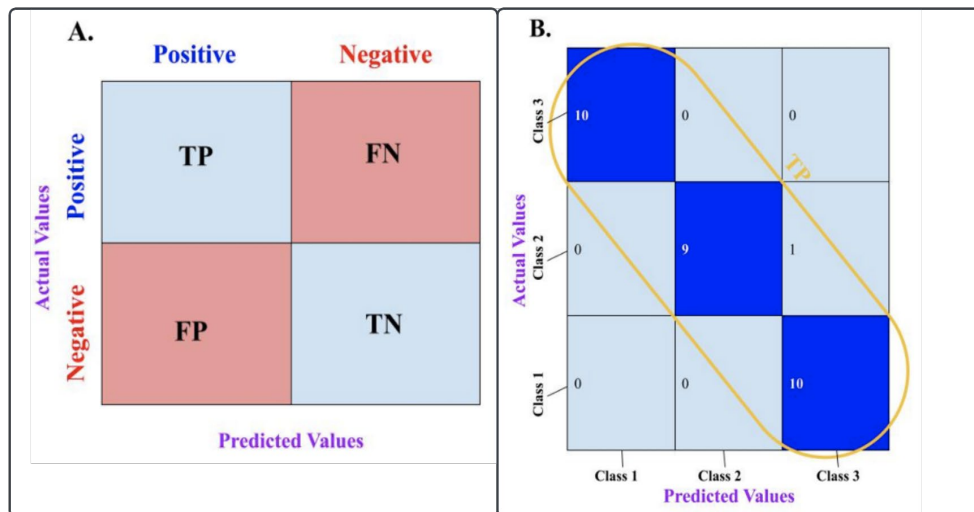 A.
Positive
Negative
Actual Values
Positive
TP
FN
Negative
FP
TN
Predicted Values
B.
Actual Values
Class 3
10
0
0
TP
Class 2
0
9
1
Class 1
0
0
10
Class 1
Class 2
Class 3
Predicted Values